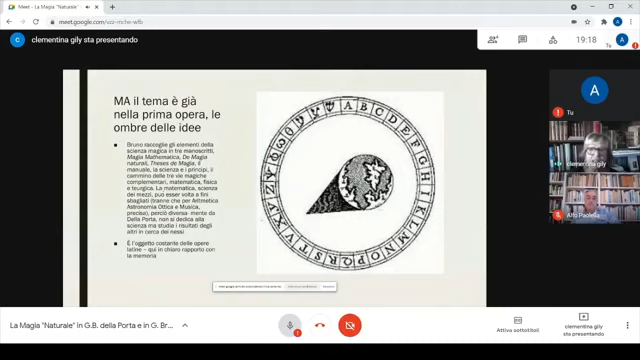 Meet - La Magia "Naturale"
meet.google.com/vzz-nche-wfb
clementina gily sta presentando
19:18
Tu
A
MA il tema è già
nella prima opera, le
ombre delle idee
Bruno raccoglie gli elementi della
scienza magica in tre manoscritti,
Magia Mathematica, De Magia
naturali, Theses de Magia. Il
manuale, la scienza e i principi, il
cammino delle tre vie magiche
complementari, matematica, fisica
e teurgica. La matematica, scienza
dei mezzi, può esser volta a fini
sbagliati (tranne che per Aritmetica
Astronomia Ottica e Musica,
precise), perciò diversa- mente da
Della Porta, non si dedica alla
scienza ma studia i risultati degli
altri in cerca dei nessi
È l'oggetto costante delle opere
latine – qui in chiaro rapporto con
la memoria
A B C D E F G H I K L M N O P Q R S T V X Y Z
A
Tu
clementina gily
Alfo Paolella
La Magia "Naturale" in G.B. della Porta e in G. Br...
Attiva sottotitoli
clementina gily
sta presentando